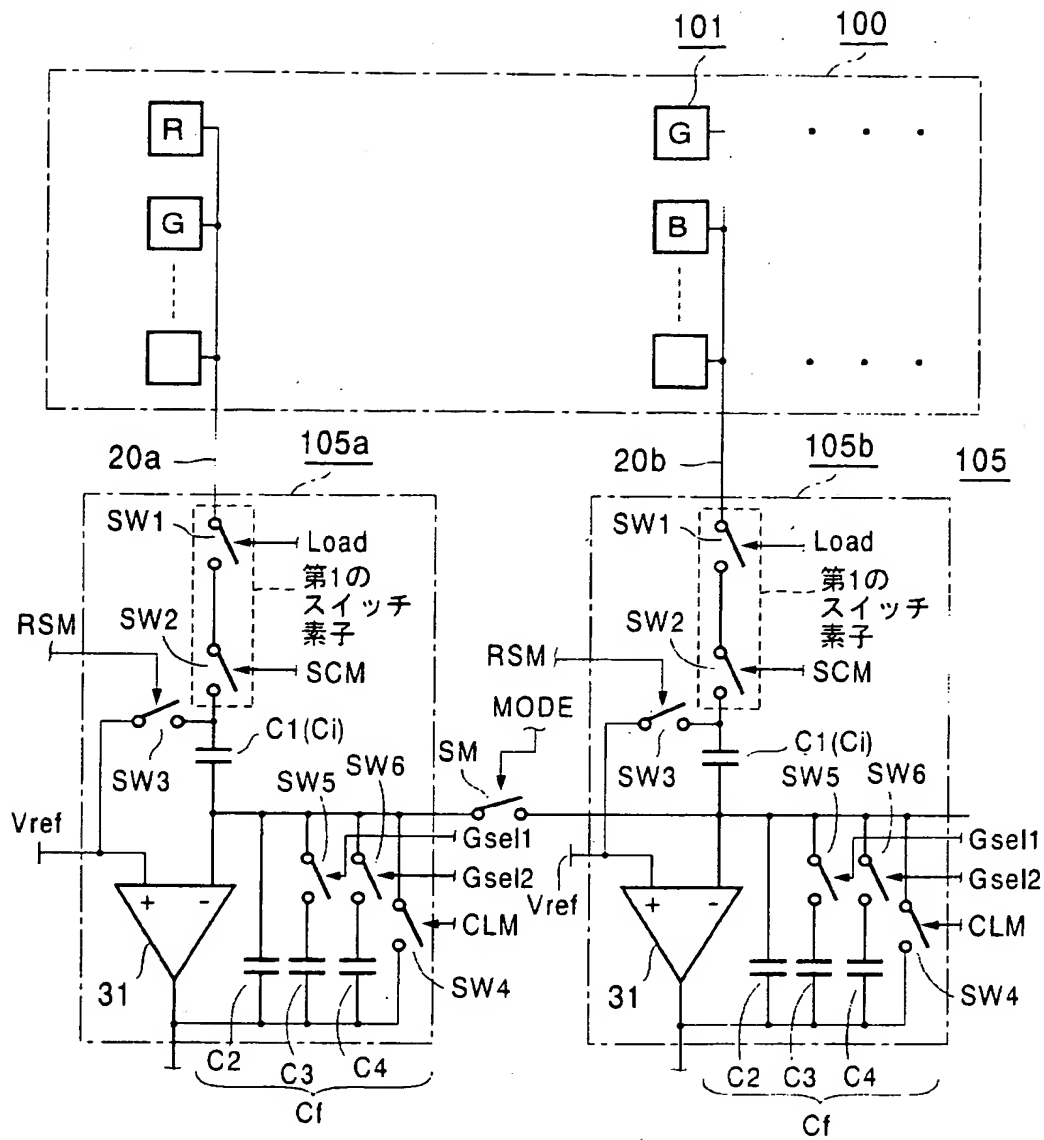 101
100
R
G
G
B
20a
105a
20b
105b
105
SW1
Load
第1の
スイッチ
素子
SW2
SCM
RSM
SW3
C1(Ci)
SW5
SW6
SM
MODE
Vref
Gsel1
Gsel2
CLM
+
-
31
SW4
C2
C3
C4
Cf
SW1
Load
第1の
スイッチ
素子
SW2
SCM
RSM
SW3
C1(Ci)
SW5
SW6
Vref
Gsel1
Gsel2
CLM
+
-
31
SW4
C2
C3
C4
Cf